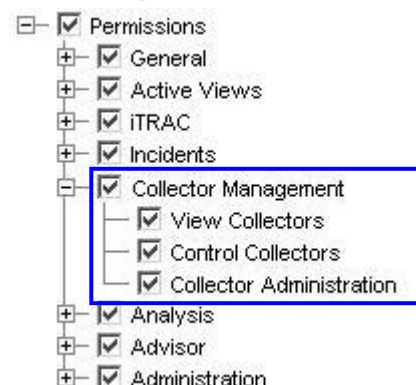 Permissions
General
Active Views
iTRAC
Incidents
Collector Management
View Collectors
Control Collectors
Collector Administration
Analysis
Advisor
Administration